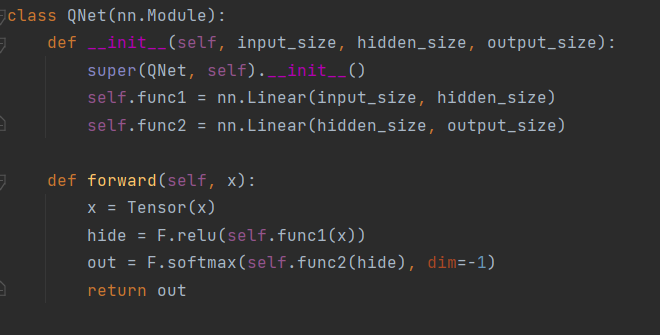 class QNet(nn.Module):
    def __init__(self, input_size, hidden_size, output_size):
        super(QNet, self).__init__()
        self.func1 = nn.Linear(input_size, hidden_size)
        self.func2 = nn.Linear(hidden_size, output_size)

    def forward(self, x):
        x = Tensor(x)
        hide = F.relu(self.func1(x))
        out = F.softmax(self.func2(hide), dim=-1)
        return out